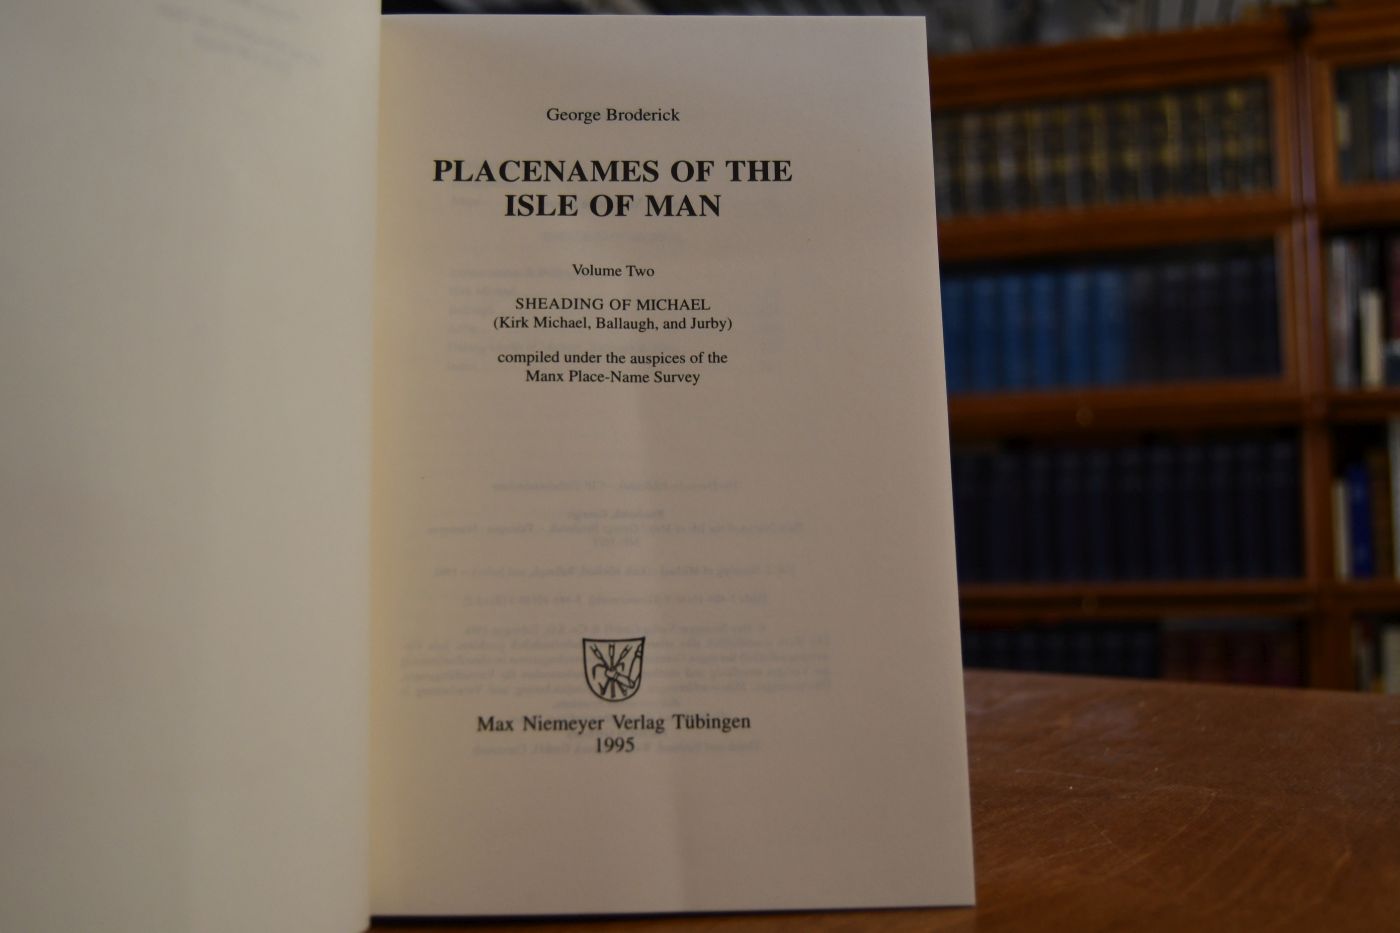 George Broderick
PLACENAMES OF THE
ISLE OF MAN
Volume Two
SHEADING OF MICHAEL
(Kirk Michael, Ballaugh, and Jurby)
compiled under the auspices of the
Manx Place-Name Survey
Max Niemeyer Verlag Tübingen
1995